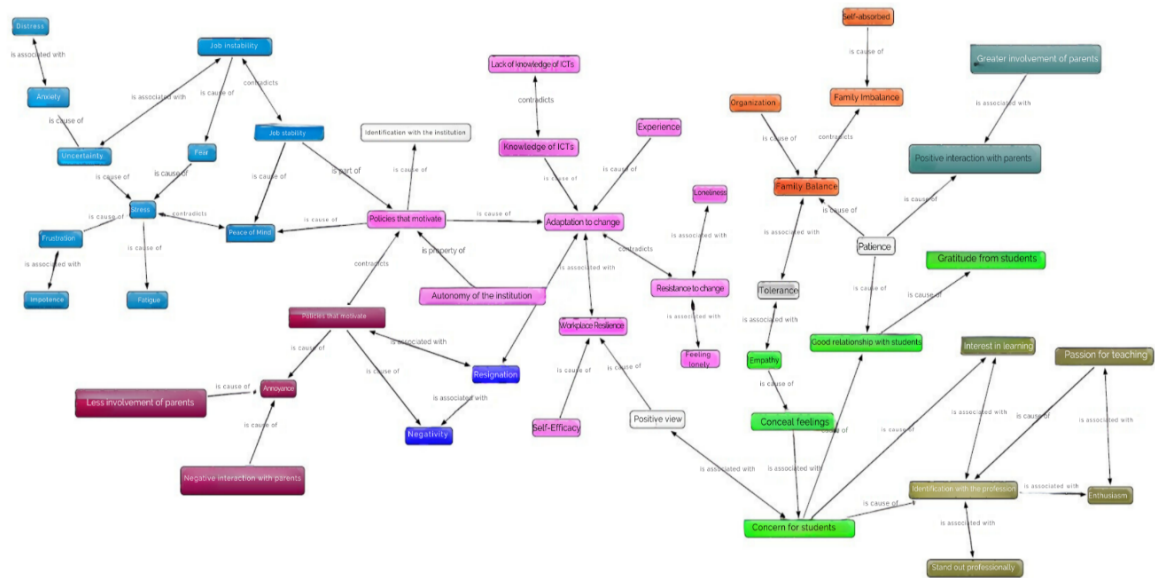 Self-absorbed
Distress
Job instability
is associated with
is cause of
Greater involvement of parents
Lack of knowledge of ICTs
contradicts
is associated with
is cause of
Anxiety
contradicts
Family Imbalance
Organization
is associated with
is cause of
Experience
Job stability
Identification with the institution
contradicts
is cause of
Knowledge of ICTs
Uncertainty
Fear
Positive interaction with parents
is part of
is cause of
is cause of
is cause of
is cause of
is cause of
is cause of
Family Balance
Loneliness
Stress
contradicts
is cause of
Policies that motivate
is cause of
Adaptation to change
is cause of
is cause of
Peace of Mind
Frustration
is associated with
is associated with
Patience
contradicts
is property of
is cause of
Gratitude from students
is associated with
contradicts
is associated with
Impotence
Fatigue
Autonomy of the institution
Resistance to change
Tolerance
is cause of
Policies that motivate
is associated with
is associated with
Workplace Resilience
is associated with
Good relationship with students
Interest in learning
Passion for teaching
is cause of
Feeling
lonely
Empathy
Resignation
is cause of
is cause of
Annoyance
is cause of
is cause of
is cause of
Less involvement of parents
is associated with
is associated with
is cause of
is associated with
Self-Efficacy
Positive view
Conceal feelings
cause of
is cause of
Negativity
is associated with
is associated with
Negative interaction with parents
Identification with the profession
is associated with
Enthusiasm
is cause of
Concern for students
is associated with
Stand out professionally